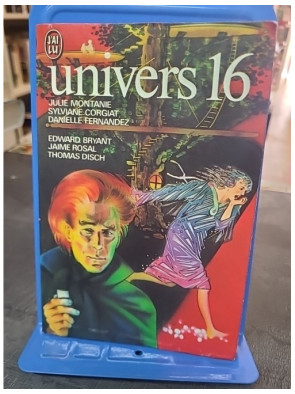 J'AI
LU
univers 16
JULIE MONTANIE
SYLVIANE CORGIAT
DANIELLE FERNANDEZ
EDWARD BRYANT
JAIME ROSAL
THOMAS DISCH